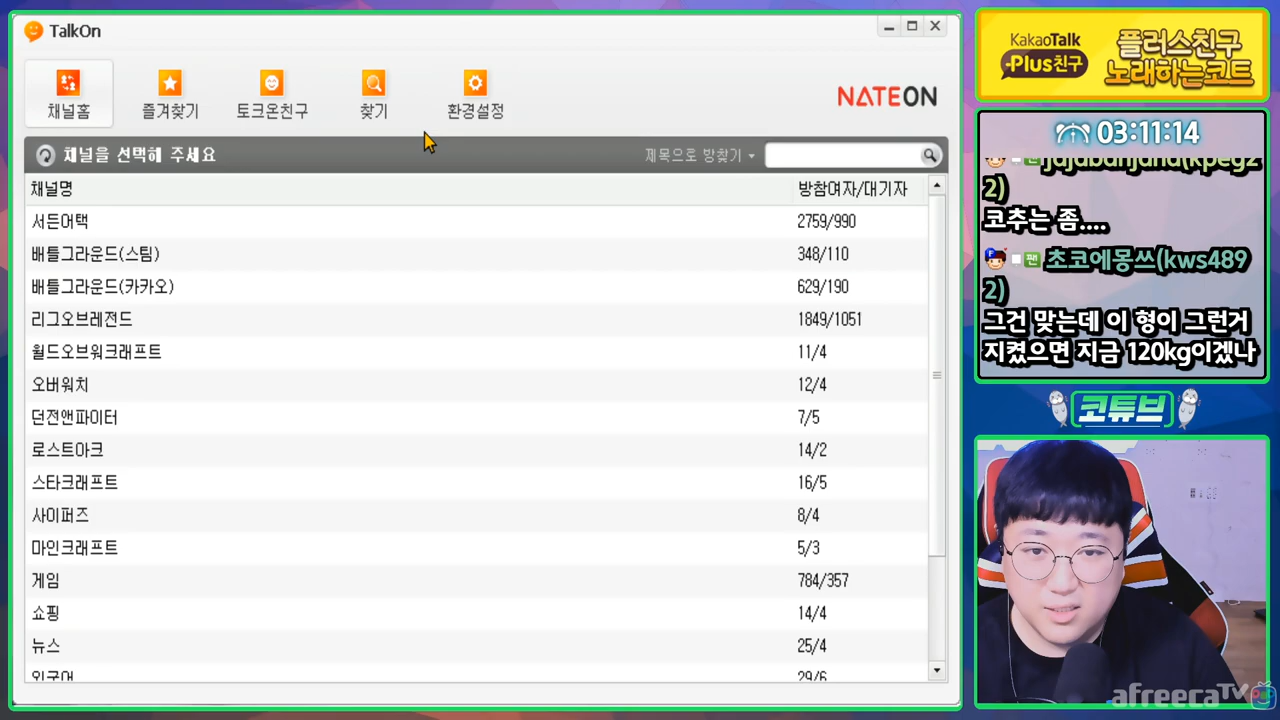 TalkOn
채널홈
즐겨찾기
토크온친구
찾기
환경설정
NATEON
채널을 선택해 주세요
제목으로 방찾기
채널명 방참여자/대기자
서든어택 2759/990
배틀그라운드(스팀) 348/110
배틀그라운드(카카오) 629/190
리그오브레전드 1849/1051
월드오브워크래프트 11/4
오버워치 12/4
던전앤파이터 7/5
로스트아크 14/2
스타크래프트 16/5
사이퍼즈 8/4
마인크래프트 5/3
게임 784/357
쇼핑 14/4
뉴스 25/4
외국어 29/6
KakaoTalk
Plus친구
플러스친구
노래하는코트
03:11:14
2)
코추는 좀....
팬 초코에몽쓰(kws489
2)
그건 맞는데 이 형이 그런거
지켰으면 지금 120kg이겠나
코튜브
afreecaTV